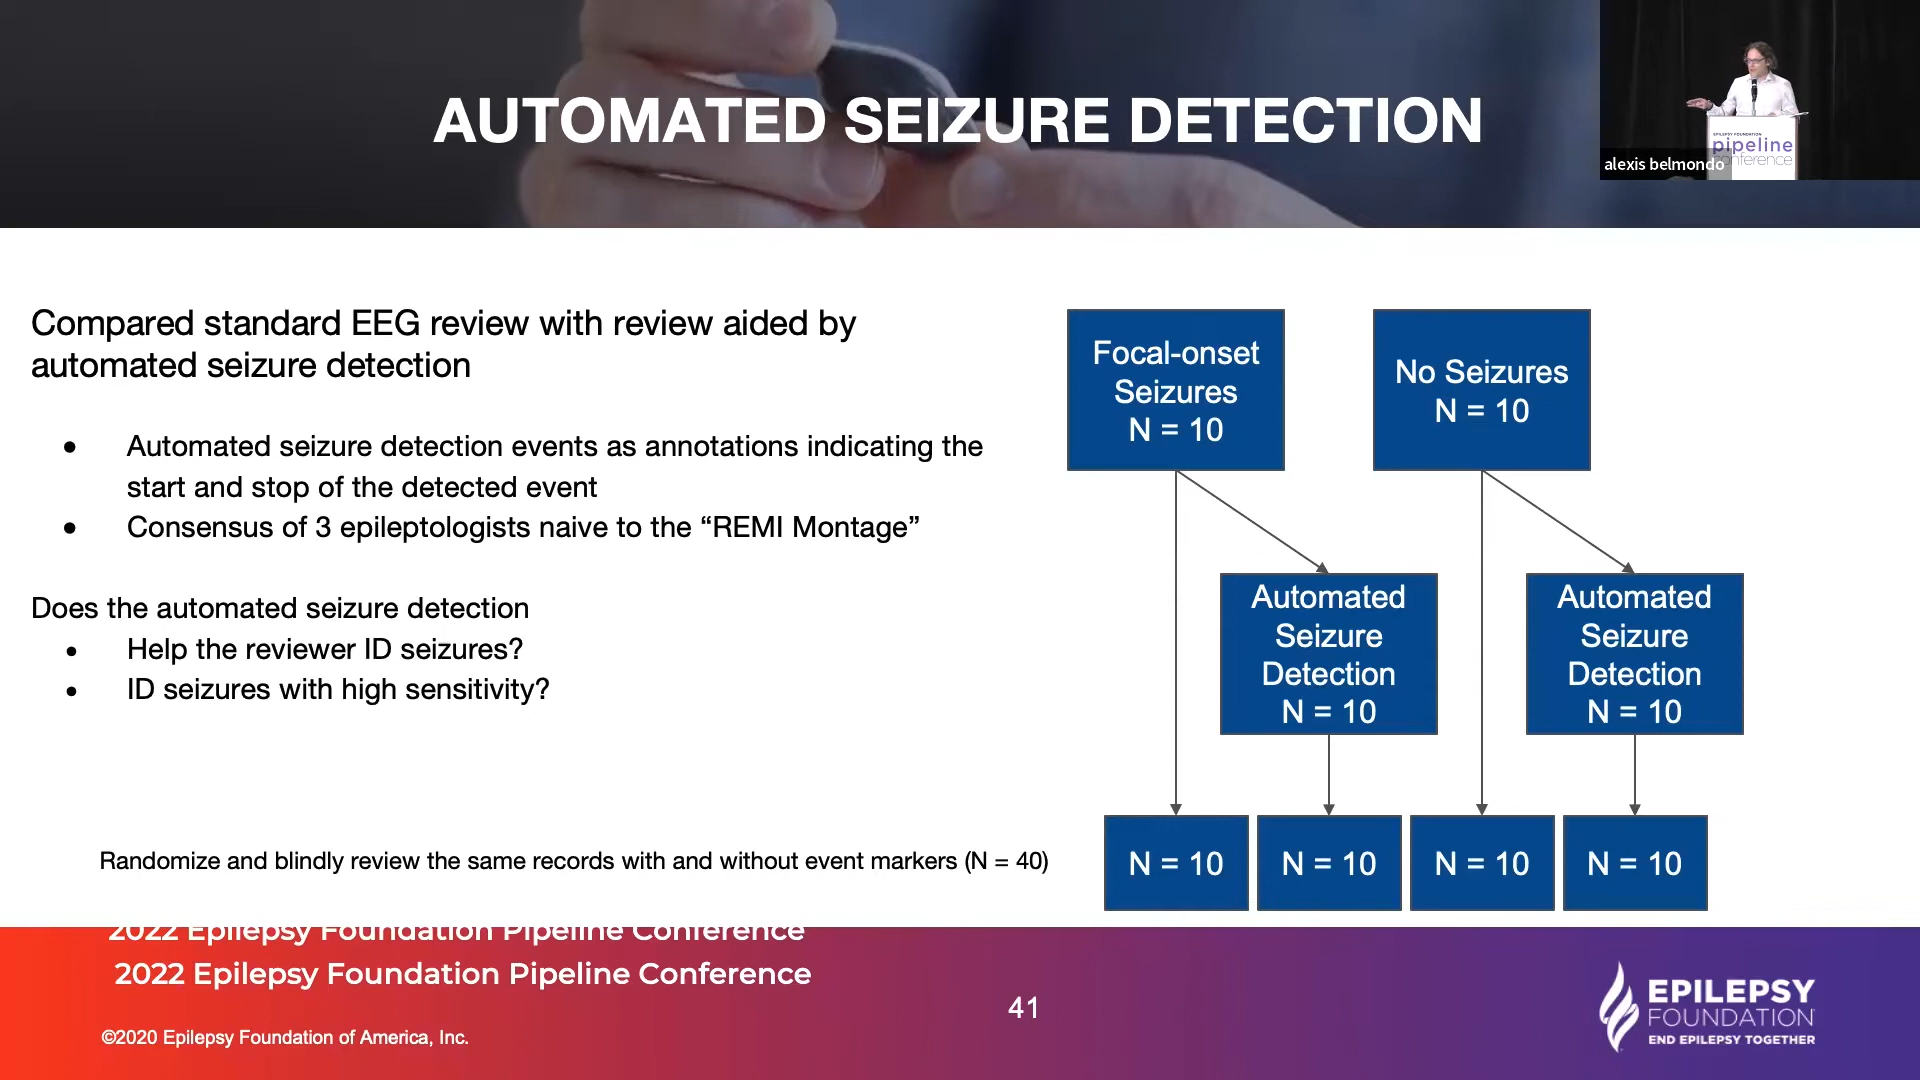 AUTOMATED SEIZURE DETECTION
EPILEPSY FOUNDATION
pipeline
conference
alexis belmondo
Compared standard EEG review with review aided by
automated seizure detection
• Automated seizure detection events as annotations indicating the
start and stop of the detected event
• Consensus of 3 epileptologists naive to the “REMI Montage”
Does the automated seizure detection
• Help the reviewer ID seizures?
• ID seizures with high sensitivity?
Randomize and blindly review the same records with and without event markers (N = 40)
Focal-onset
Seizures
N = 10
No Seizures
N = 10
Automated
Seizure
Detection
N = 10
Automated
Seizure
Detection
N = 10
N = 10
N = 10
N = 10
N = 10
2022 Epilepsy Foundation Pipeline Conference
2022 Epilepsy Foundation Pipeline Conference
©2020 Epilepsy Foundation of America, Inc.
41
EPILEPSY
FOUNDATION
END EPILEPSY TOGETHER